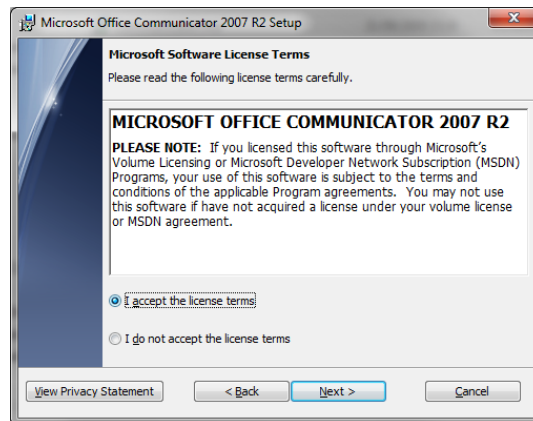 Microsoft Office Communicator 2007 R2 Setup
Microsoft Software License Terms
Please read the following license terms carefully.
MICROSOFT OFFICE COMMUNICATOR 2007 R2
PLEASE NOTE: If you licensed this software through Microsoft's
Volume Licensing or Microsoft Developer Network Subscription (MSDN)
Programs, your use of this software is subject to the terms and
conditions of the applicable Program agreements. You may not use
this software if have not acquired a license under your volume license
or MSDN agreement.
I accept the license terms
I do not accept the license terms
View Privacy Statement
< Back
Next >
Cancel